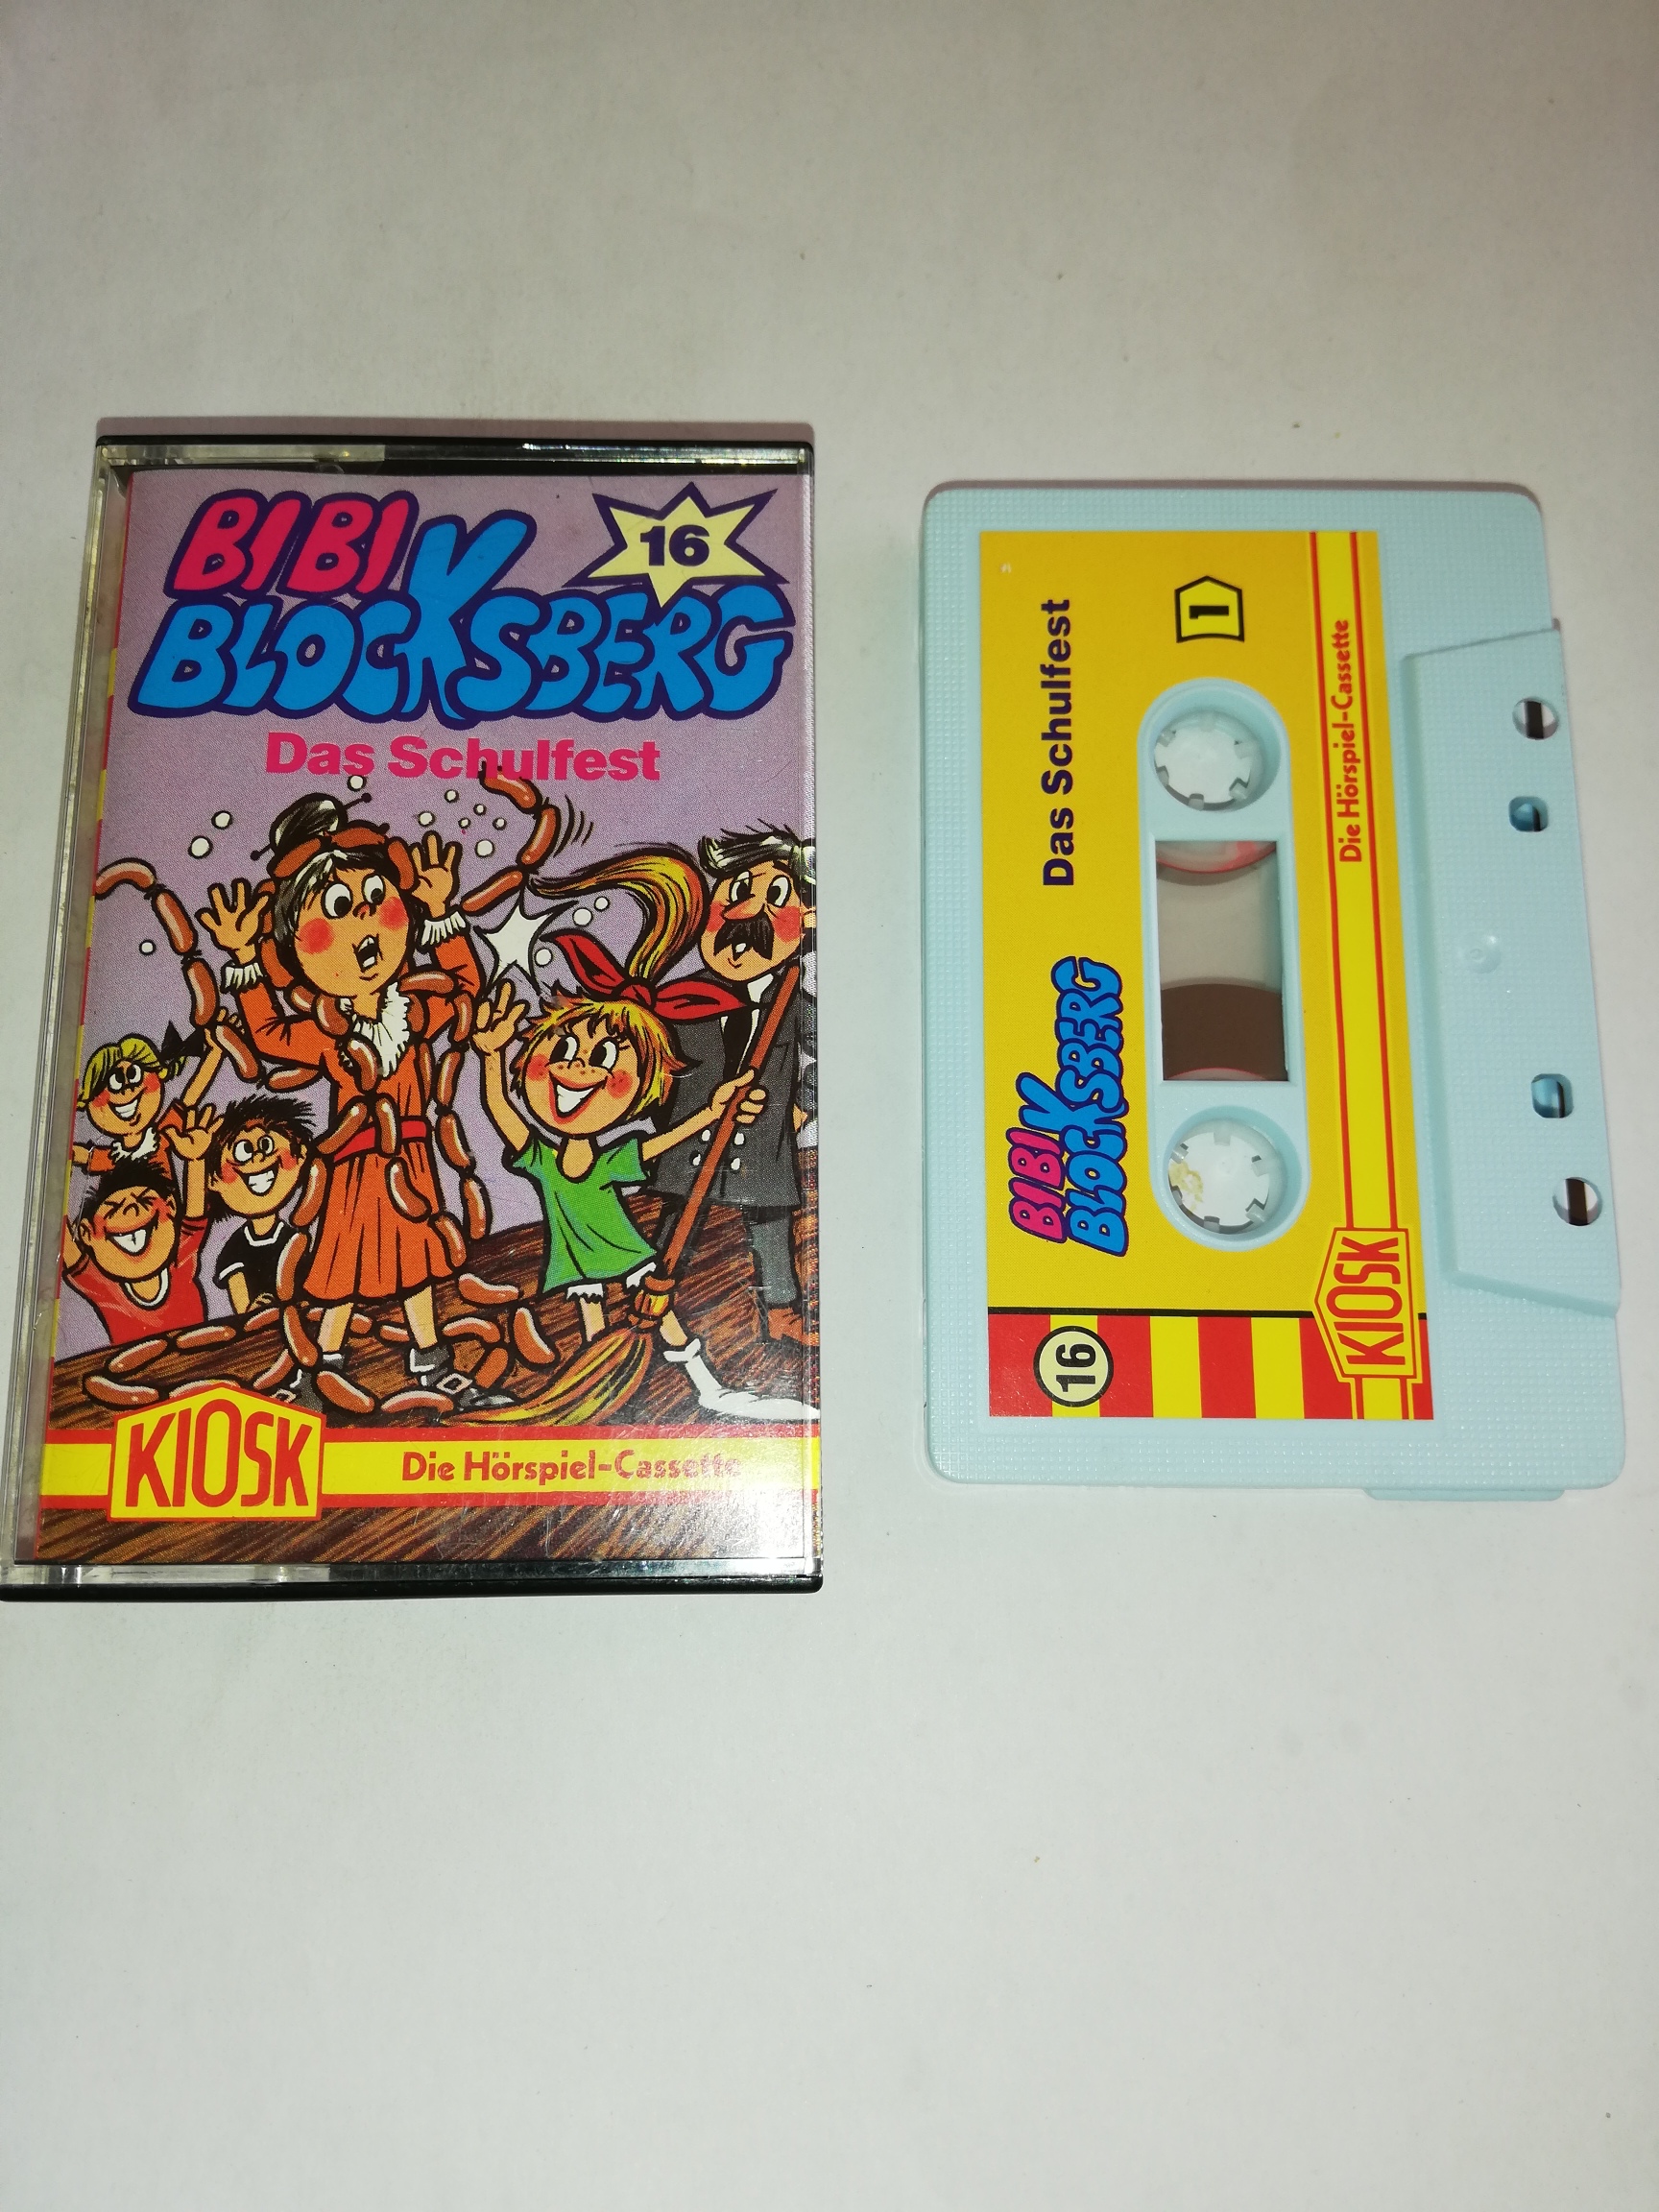 BIBI
BLOCKSBERG
16
Das Schulfest
KIOSK
Die Hörspiel-Cassette
BIBI
BLOCKSBERG
Das Schulfest
1
16
KIOSK
Die Hörspiel-Cassette